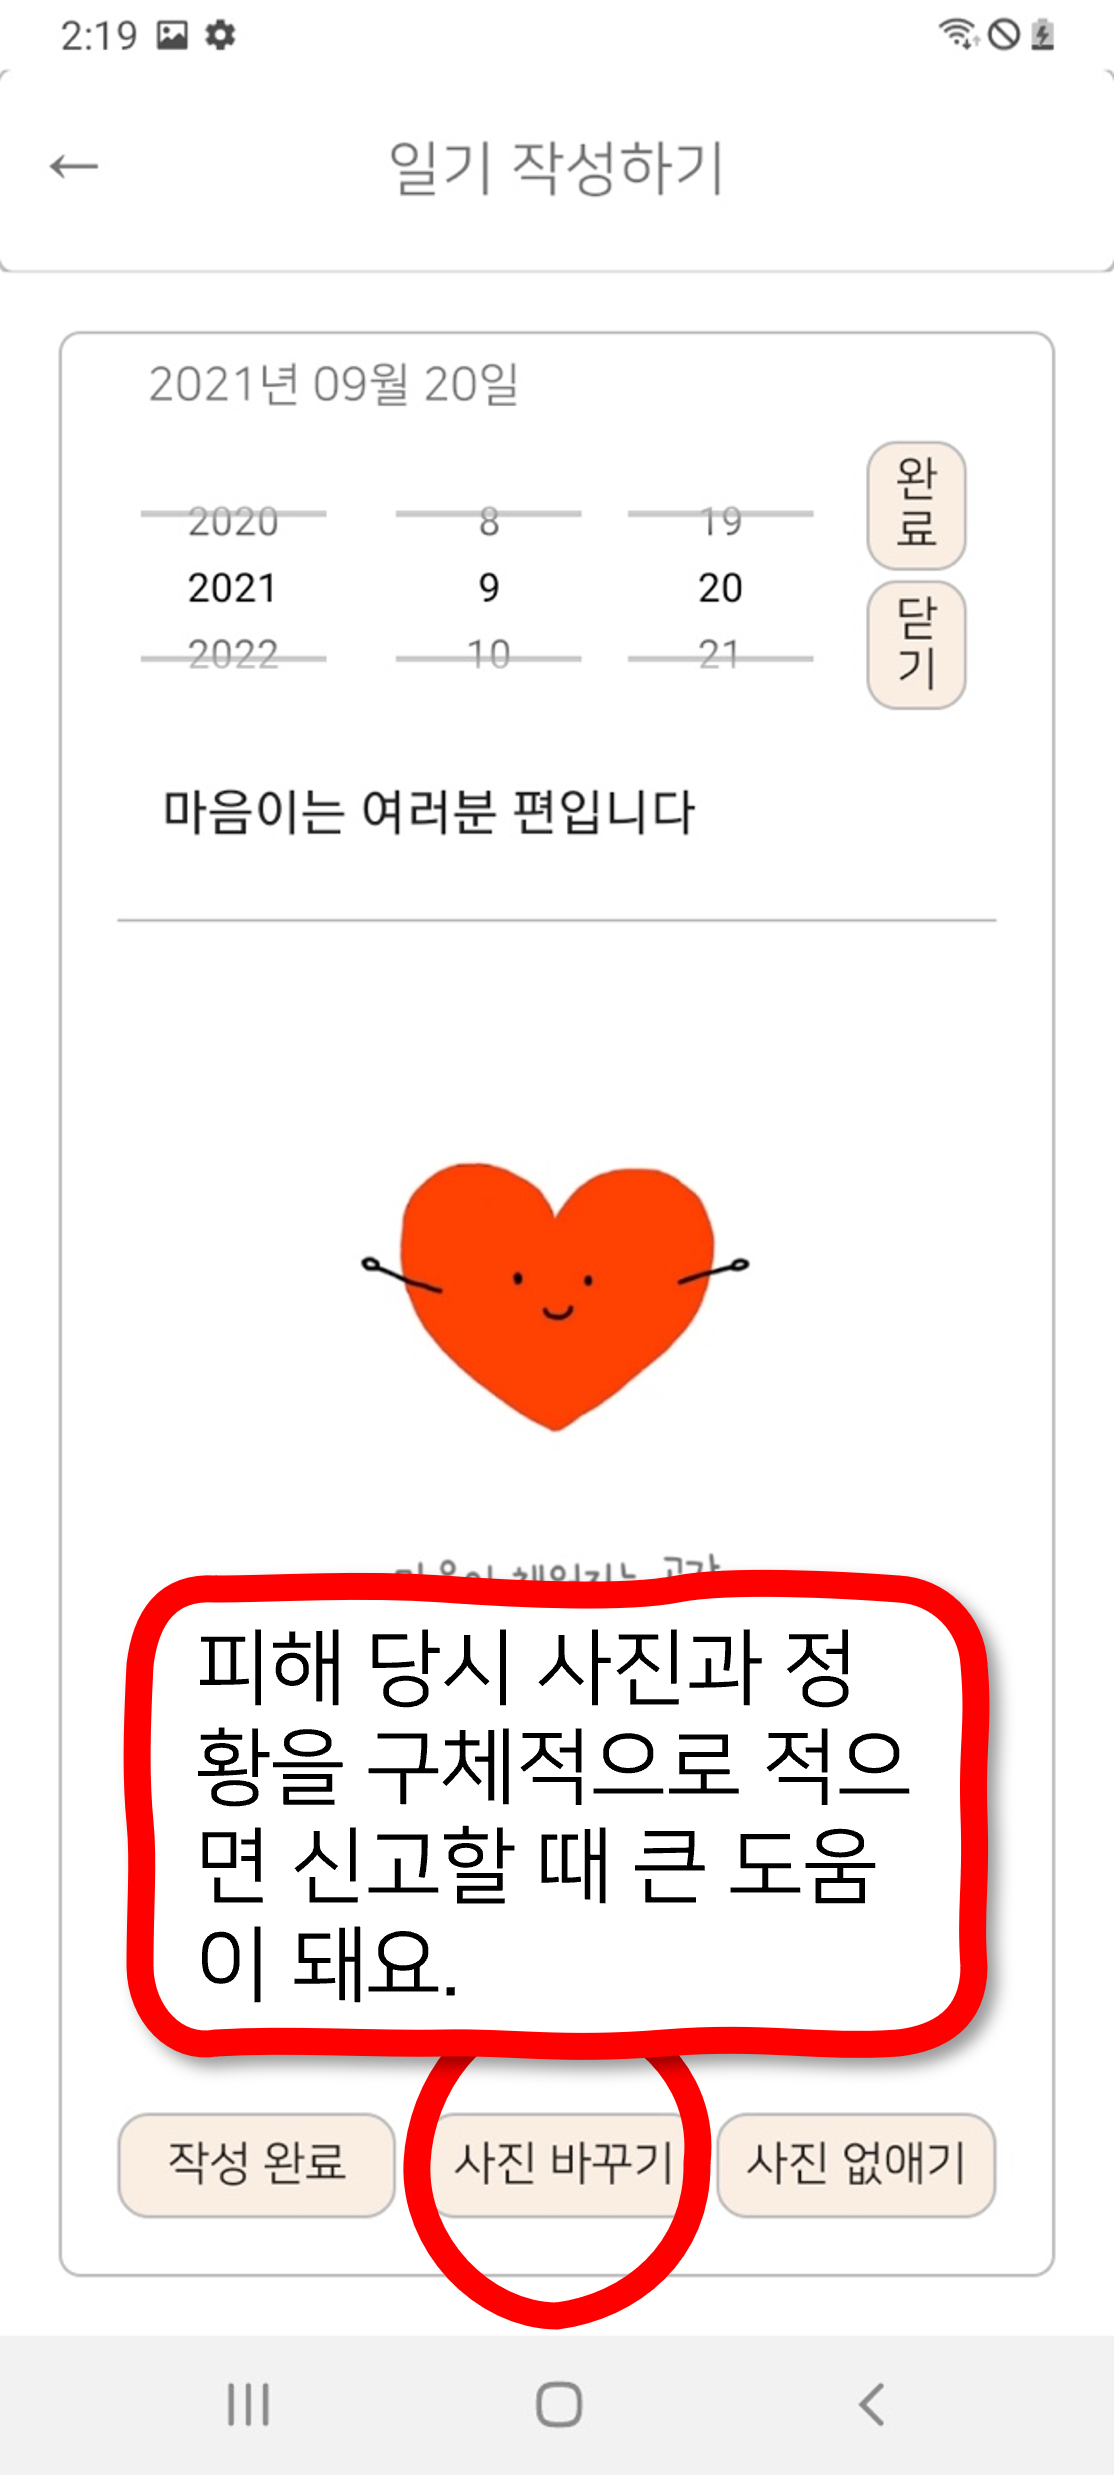 2:19
← 일기 작성하기
2021년 09월 20일
2020 8 19
2021 9 20
2022 10 21
완
료
닫
기
마음이는 여러분 편입니다
피해 당시 사진과 정
황을 구체적으로 적으
면 신고할 때 큰 도움
이 돼요.
작성 완료 사진 바꾸기 사진 없애기